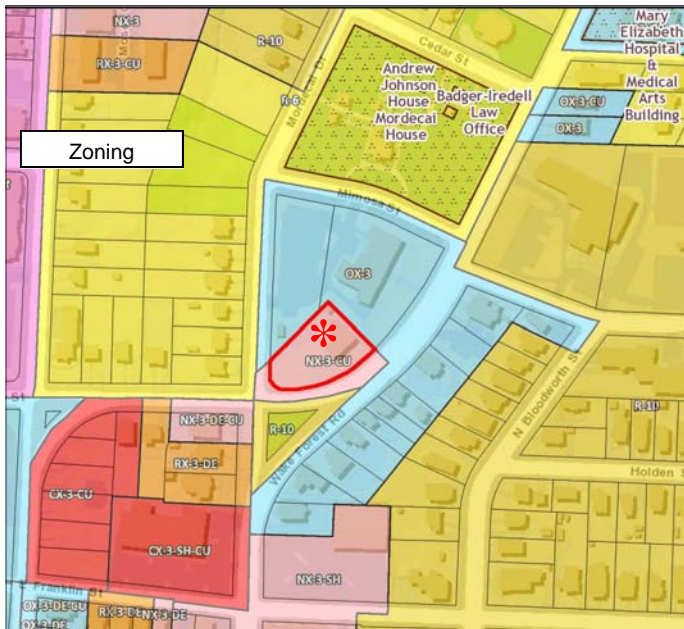 NX-3
RX-3-CU
R-10
R-6
Mordecai Dr
Cedar St
Mary
Elizabeth
Hospital
&
Medical
Arts
Building
Andrew
Johnson
House
Mordecai
House
Badger-Iredell
Law
Office
OX-3-CU
OX-3
Zoning
Mimosa St
OX-3
*
NX-3-CU
St
NX-3-DE-CU
R-10
RX-3-DE
Wake Forest Rd
N Bloodworth St
R-10
Holden S
CX-3-CU
CX-3-SH-CU
NX-3-SH
E Franklin St
OX-3-DE-CU
OX-3-DE
RX-3-DE
NX-3-DE